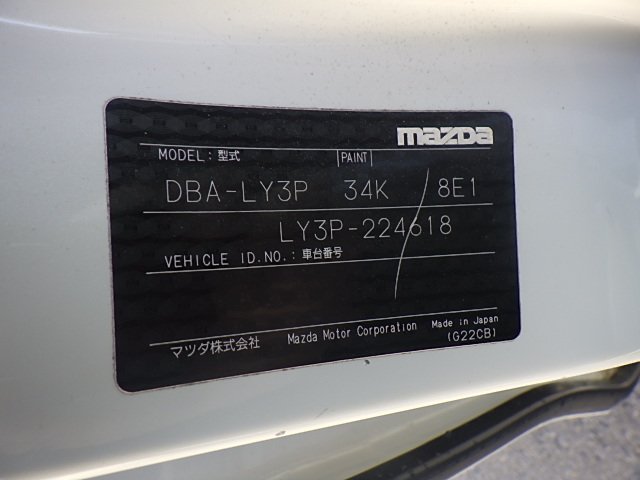 mazda
MODEL: 型式 PAINT
DBA-LY3P 34K 8E1
LY3P-224618
VEHICLE ID.NO.: 車台番号
マツダ株式会社 Mazda Motor Corporation Made in Japan
(G22CB)